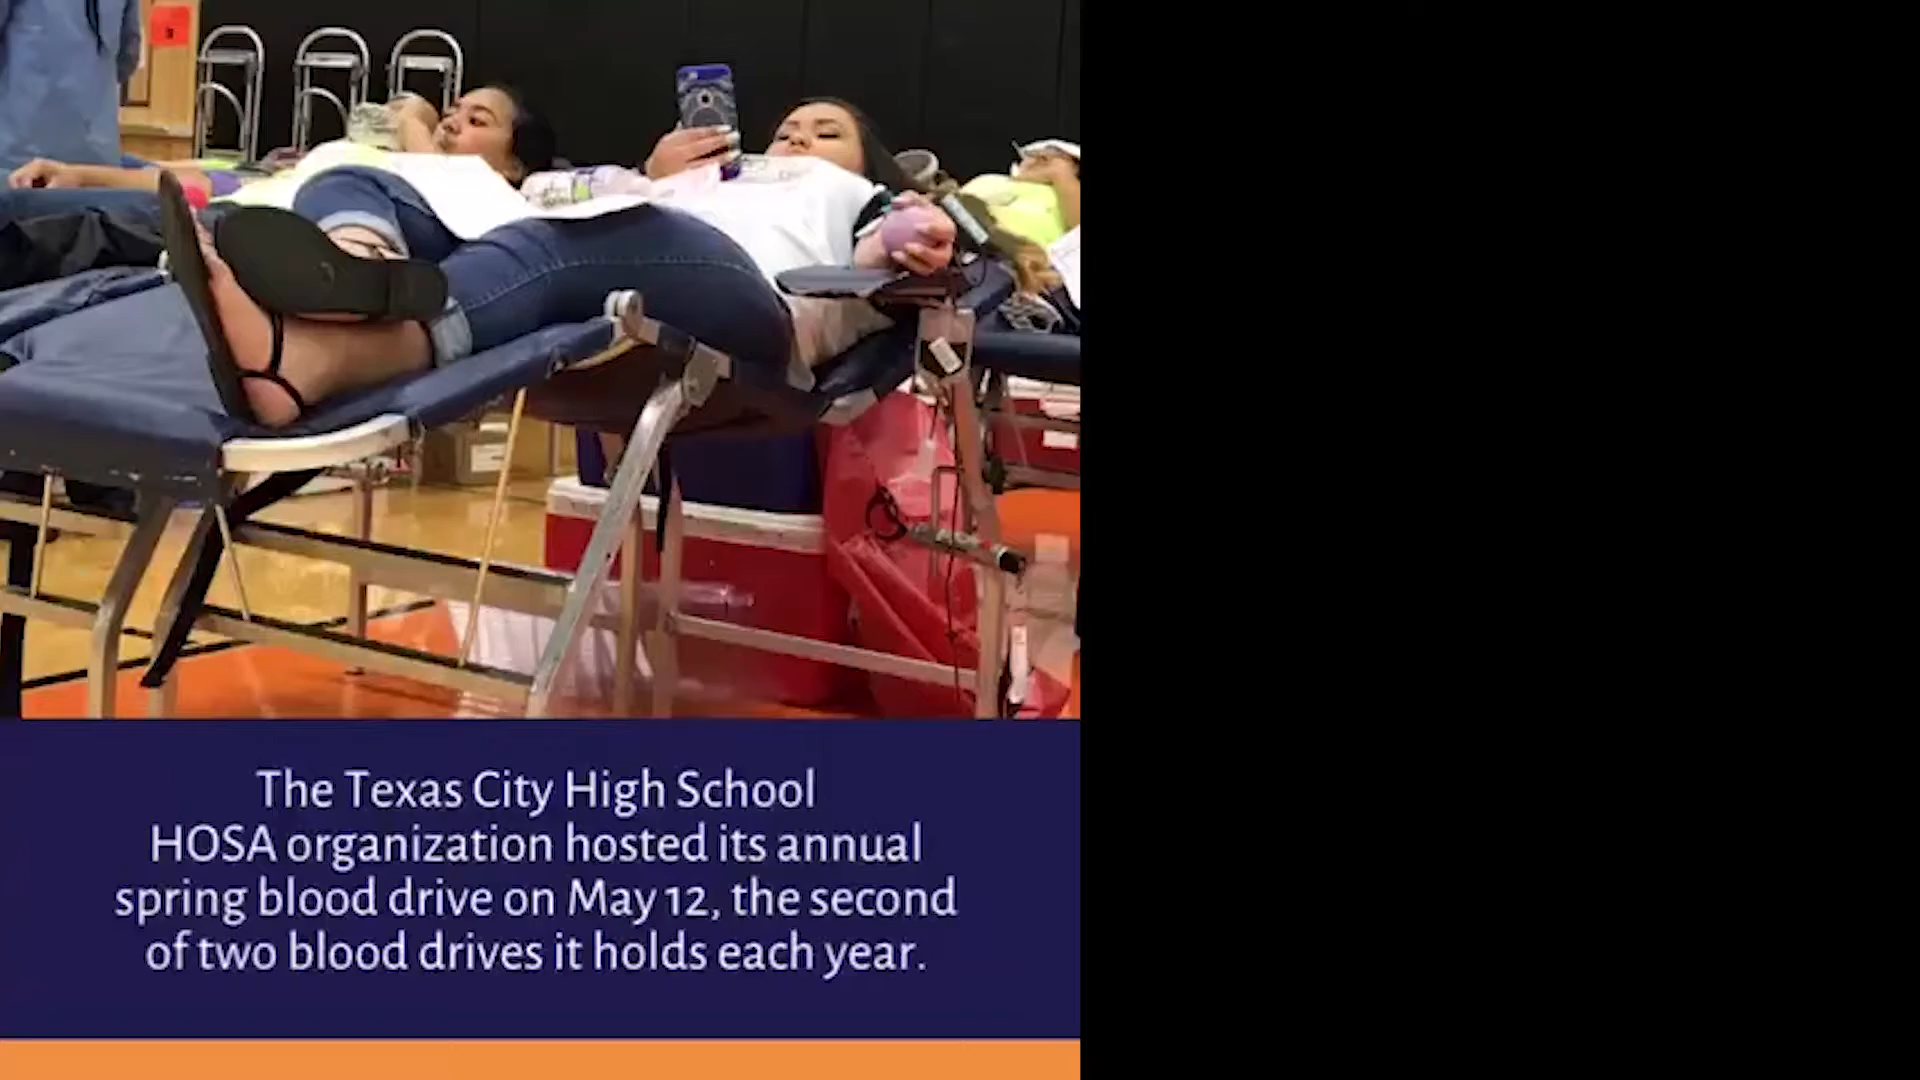 The Texas City High School
HOSA organization hosted its annual
spring blood drive on May 12, the second
of two blood drives it holds each year.